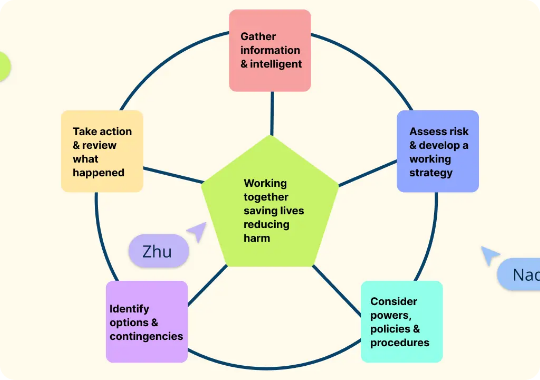 Gather
information
& intelligent
Take action
& review
what
happened
Assess risk
& develop a
working
strategy
Working
together
saving lives
reducing
harm
Zhu
Identify
options &
contingencies
Consider
powers,
policies &
procedures